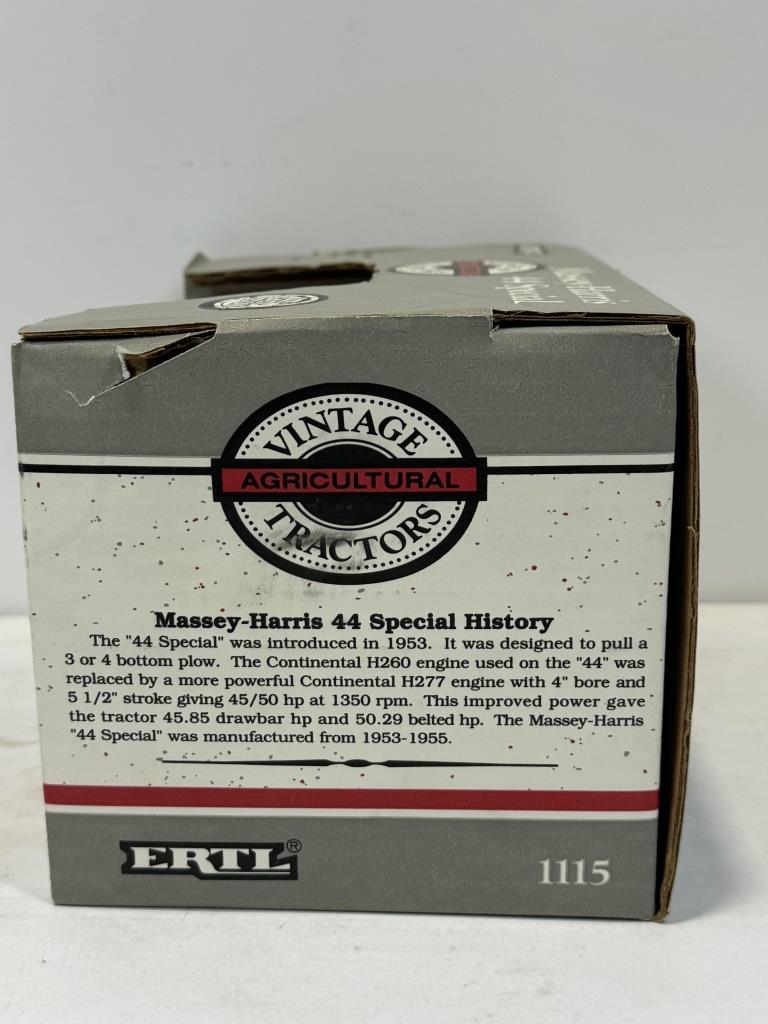 Massey-Harris
44 Special
VINTAGE
AGRICULTURAL
TRACTORS
Massey-Harris 44 Special History
The "44 Special" was introduced in 1953. It was designed to pull a
3 or 4 bottom plow. The Continental H260 engine used on the "44" was
replaced by a more powerful Continental H277 engine with 4" bore and
5 1/2" stroke giving 45/50 hp at 1350 rpm. This improved power gave
the tractor 45.85 drawbar hp and 50.29 belted hp. The Massey-Harris
"44 Special" was manufactured from 1953-1955.
ERTL®
1115